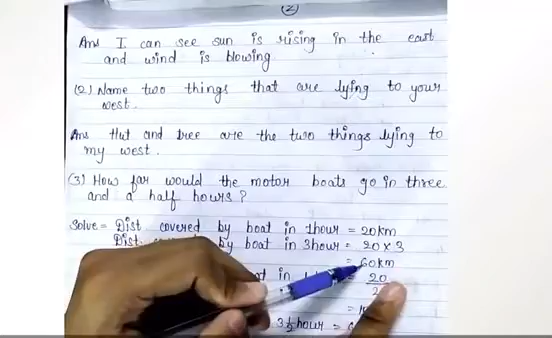 (2)
Ans I can see sun is rising in the east
and wind is blowing
(2) Name two things that are lying to your
west.
Ans Hut and tree are the two things lying to
my west.
(3) How far would the motor boats go in three
and a half hours?
Solve = Dist covered by boat in 1hour = 20km
Dist. by boat in 3hour = 20 x 3
= 60km
in
20
3 1/2 hour =